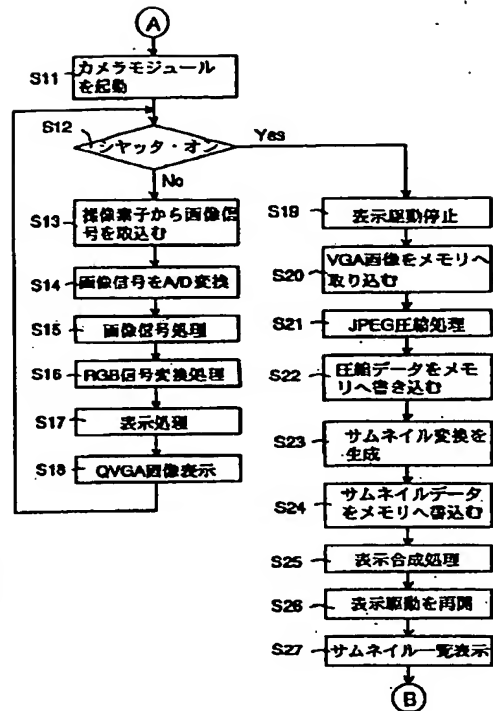 A
S11
カメラモジュール
を起動
S12
シヤッタ・オン
Yes
No
S13
撮像素子から画像信
号を取込む
S14
画像信号をA/D変換
S15
画像信号処理
S16
RGB信号変換処理
S17
表示処理
S18
QVGA画像表示
S19
表示駆動停止
S20
VGA画像をメモリへ
取り込む
S21
JPEG圧縮処理
S22
圧縮データをメモ
リへ書き込む
S23
サムネイル変換を
生成
S24
サムネイルデータ
をメモリへ書込む
S25
表示合成処理
S26
表示駆動を再開
S27
サムネイル一覧表示
B